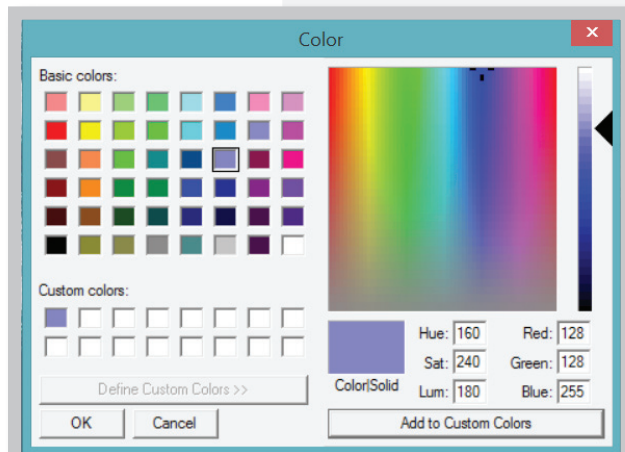 Color
Basic colors:
Custom colors:
Define Custom Colors >>
OK Cancel
Color|Solid
Hue: 160 Red: 128
Sat: 240 Green: 128
Lum: 180 Blue: 255
Add to Custom Colors